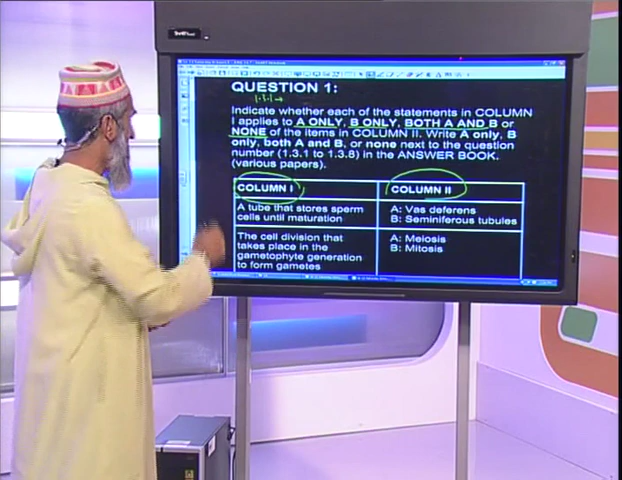 QUESTION 1:
1.3.1 →
Indicate whether each of the statements in COLUMN
I applies to A ONLY, B ONLY, BOTH A AND B or
NONE of the items in COLUMN II. Write A only, B
only, both A and B, or none next to the question
number (1.3.1 to 1.3.8) in the ANSWER BOOK.
(various papers).
COLUMN I
COLUMN II
A tube that stores sperm
cells until maturation
A: Vas deferens
B: Seminiferous tubules
The cell division that
takes place in the
gametophyte generation
to form gametes
A: Meiosis
B: Mitosis